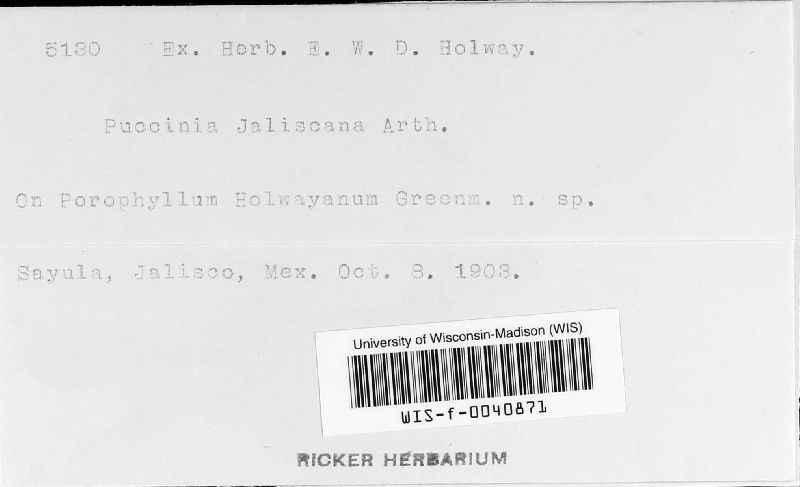 5130 Ex. Herb. E. W. D. Holway.
Puccinia Jaliscana Arth.
On Porophyllum Holwayanum Greenm. n. sp.
Sayula, Jalisco, Mex. Oct. 8. 1903.
University of Wisconsin-Madison (WIS)
WIS-f-0040871
RICKER HERBARIUM